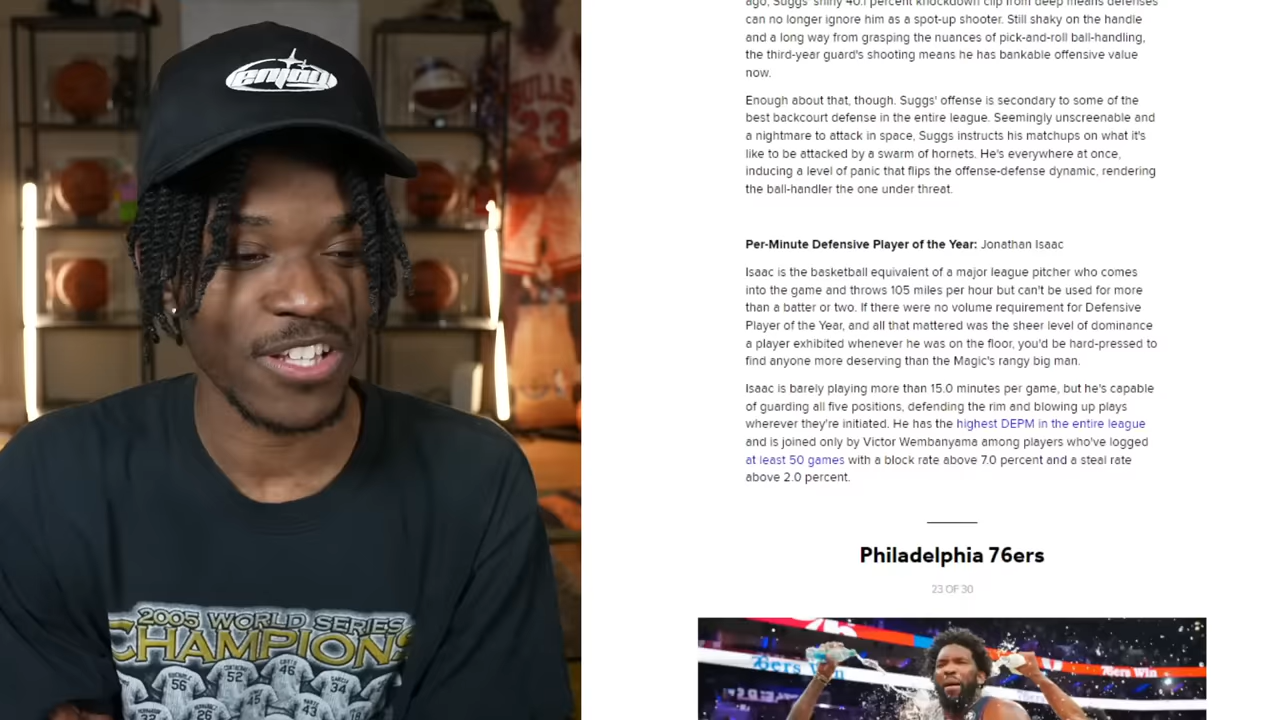 enjoy
BULLS
23
2005 WORLD SERIES
CHAMPIONS
56
52
46
34
45
43
26
ago, Suggs' shiny 40.1 percent knockdown clip from deep means defenses
can no longer ignore him as a spot-up shooter. Still shaky on the handle
and a long way from grasping the nuances of pick-and-roll ball-handling,
the third-year guard's shooting means he has bankable offensive value
now.
Enough about that, though. Suggs' offense is secondary to some of the
best backcourt defense in the entire league. Seemingly unscreenable and
a nightmare to attack in space, Suggs instructs his matchups on what it's
like to be attacked by a swarm of hornets. He's everywhere at once,
inducing a level of panic that flips the offense-defense dynamic, rendering
the ball-handler the one under threat.
Per-Minute Defensive Player of the Year: Jonathan Isaac
Isaac is the basketball equivalent of a major league pitcher who comes
into the game and throws 105 miles per hour but can't be used for more
than a batter or two. If there were no volume requirement for Defensive
Player of the Year, and all that mattered was the sheer level of dominance
a player exhibited whenever he was on the floor, you'd be hard-pressed to
find anyone more deserving than the Magic's rangy big man.
Isaac is barely playing more than 15.0 minutes per game, but he's capable
of guarding all five positions, defending the rim and blowing up plays
wherever they're initiated. He has the highest DEPM in the entire league
and is joined only by Victor Wembanyama among players who've logged
at least 50 games with a block rate above 7.0 percent and a steal rate
above 2.0 percent.
Philadelphia 76ers
23 OF 30
76ers Win
76ers Win